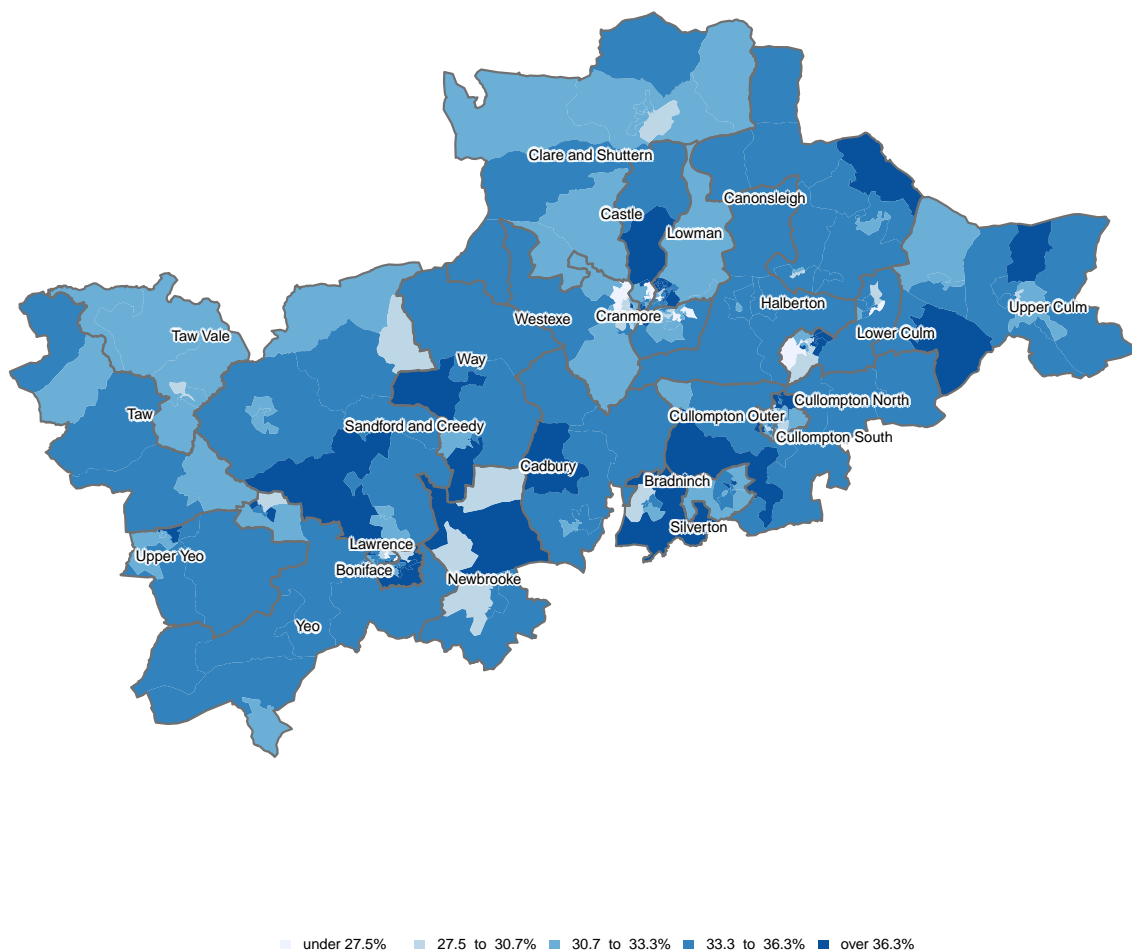 Clare and Shuttern
Canonsleigh
Castle
Lowman
Upper Culm
Halberton
Cranmore
Westexe
Lower Culm
Taw Vale
Way
Cullompton North
Taw
Cullompton Outer
Sandford and Creedy
Cullompton South
Cadbury
Bradninch
Silverton
Lawrence
Upper Yeo
Boniface
Newbrooke
Yeo
under 27.5% 27.5 to 30.7% 30.7 to 33.3% 33.3 to 36.3% over 36.3%